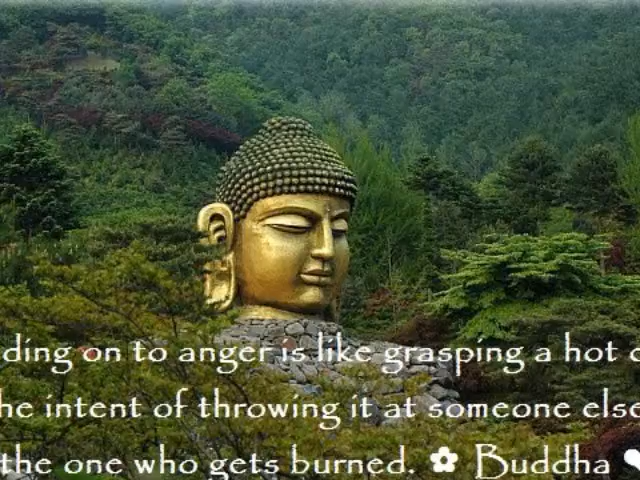 ding on to anger is like grasping a hot c
he intent of throwing it at someone else
the one who gets burned. ✿ Buddha